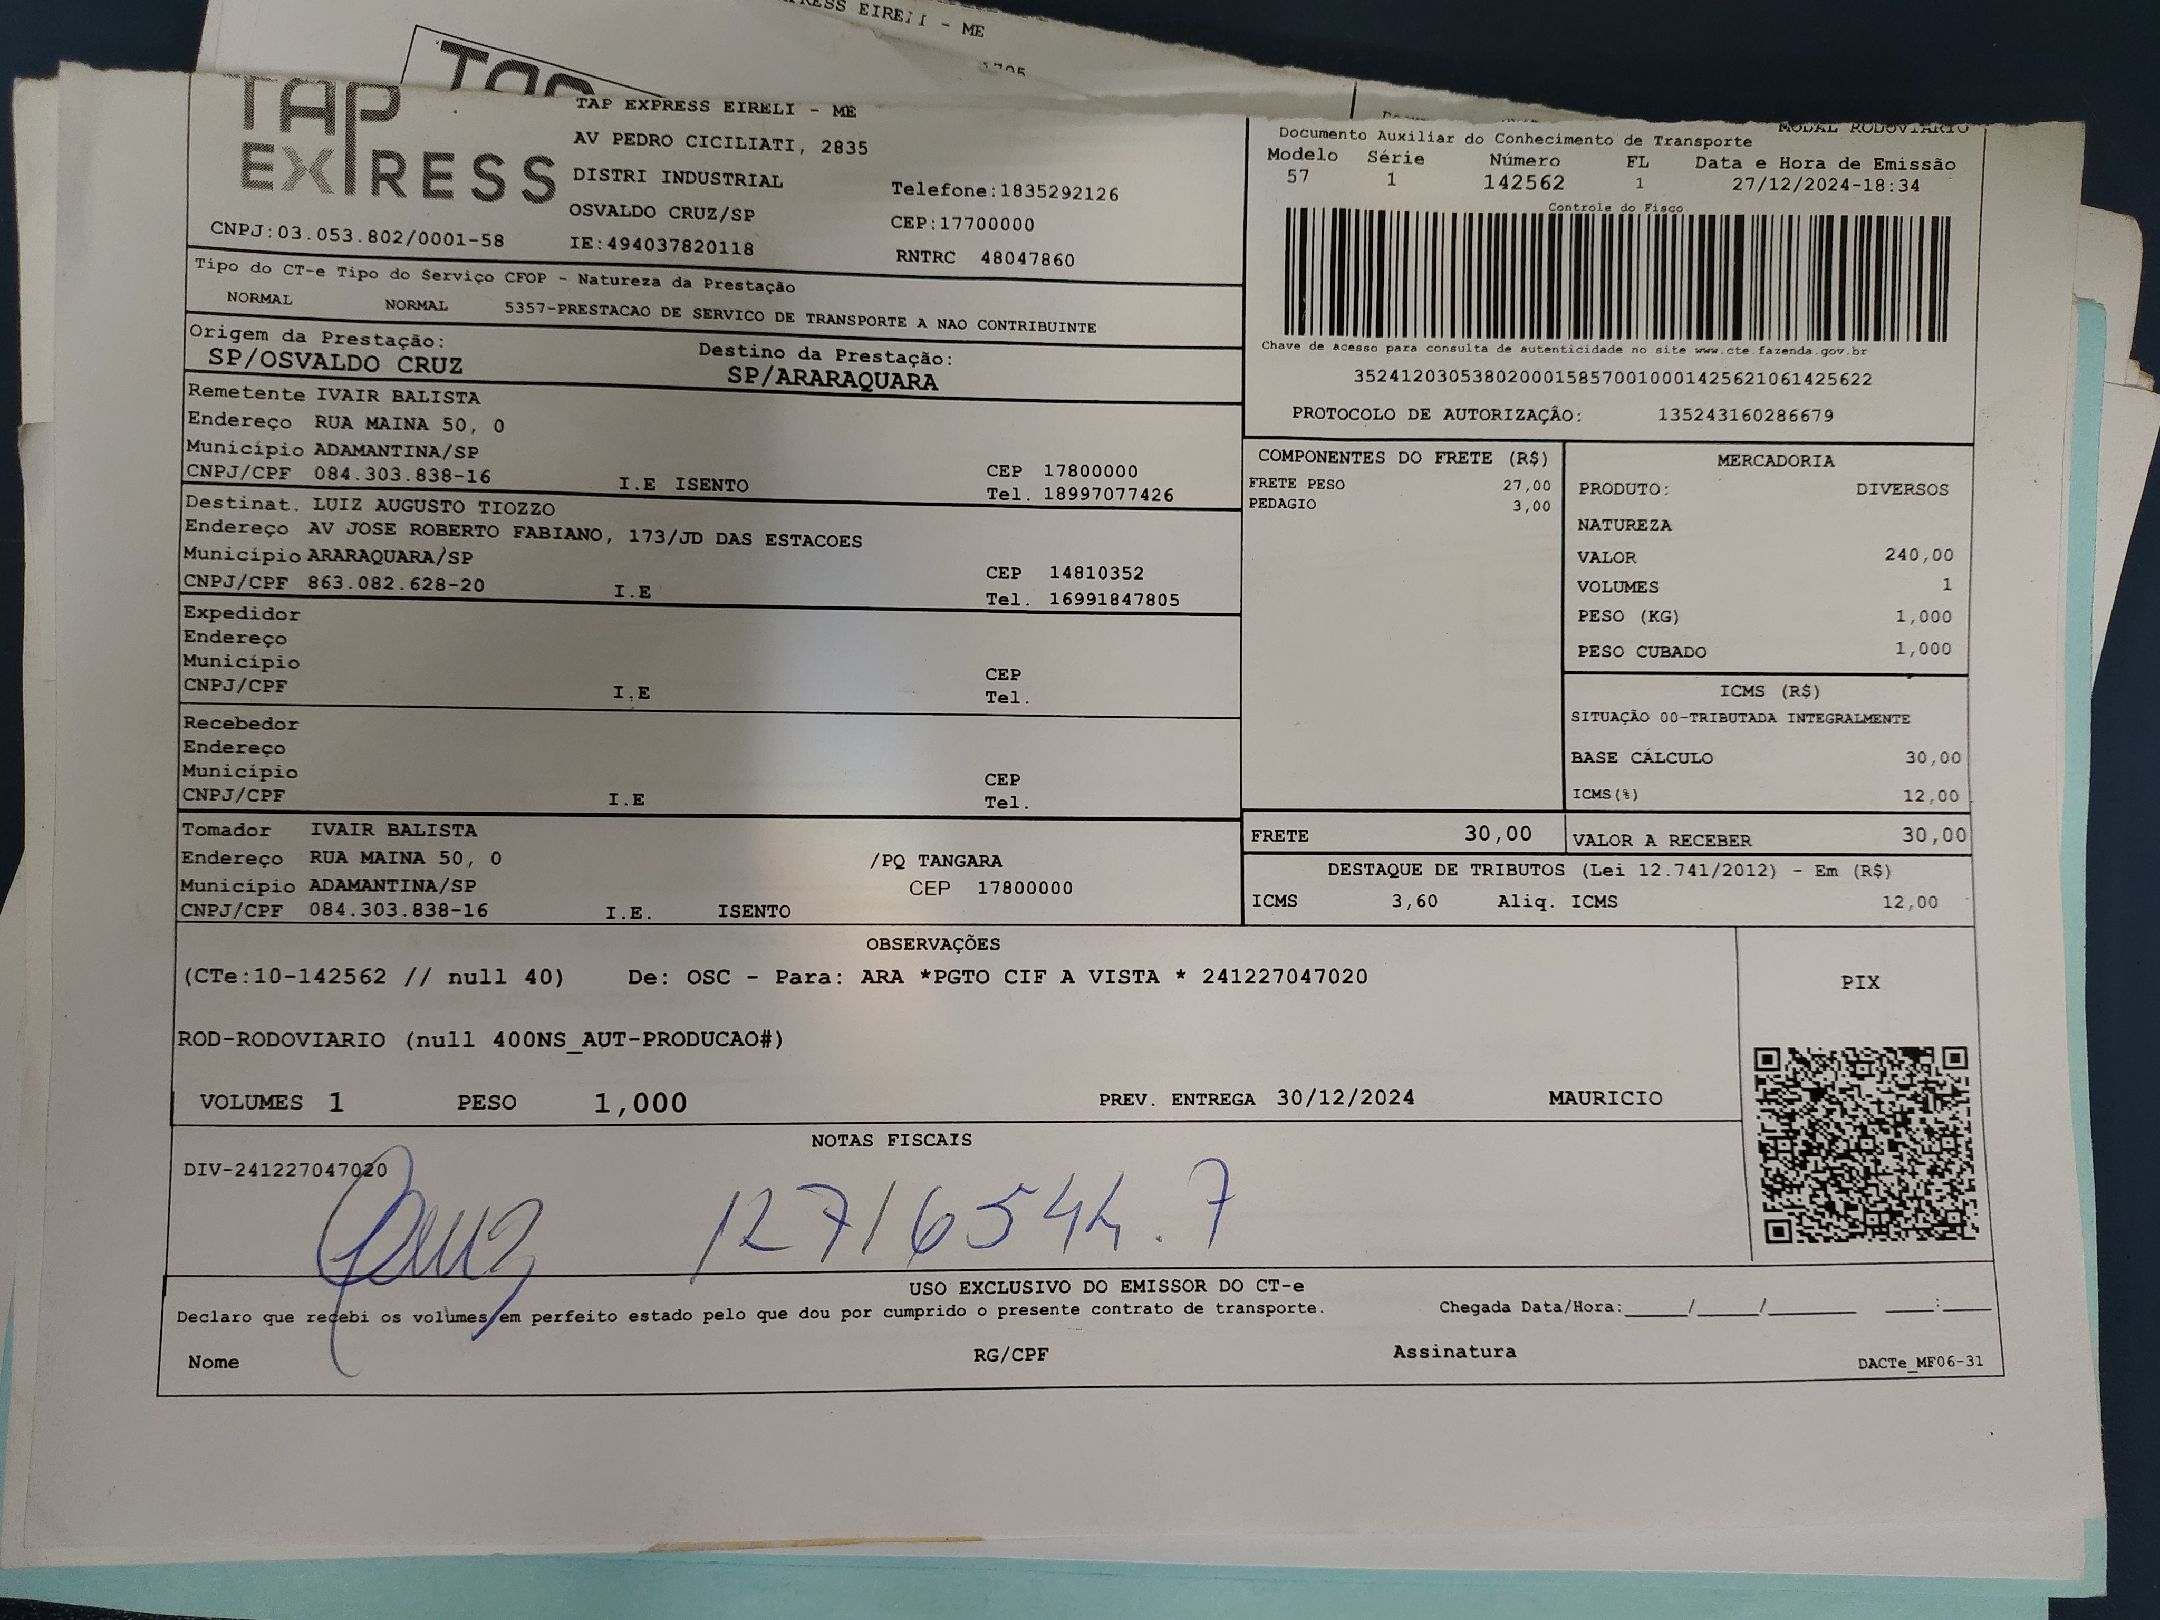 EXPRESS EIRELI - ME
TAP
TAP EXPRESS
CNPJ:03.053.802/0001-58
TAP EXPRESS EIRELI - ME
AV PEDRO CICILIATI, 2835
DISTRI INDUSTRIAL
OSVALDO CRUZ/SP
IE:494037820118
Telefone:1835292126
CEP:17700000
RNTRC 48047860
MODAL RODOVIARIO
Documento Auxiliar do Conhecimento de Transporte
Modelo Série Número FL Data e Hora de Emissão
57 1 142562 1 27/12/2024-18:34
Controle do Fisco
Chave de Acesso para consulta de autenticidade no site www.cte.fazenda.gov.br
35241203053802000158570010001425621061425622
PROTOCOLO DE AUTORIZAÇÃO: 135243160286679
Tipo do CT-e Tipo do Serviço CFOP - Natureza da Prestação
NORMAL NORMAL 5357-PRESTACAO DE SERVICO DE TRANSPORTE A NAO CONTRIBUINTE
Origem da Prestação: Destino da Prestação:
SP/OSVALDO CRUZ SP/ARARAQUARA
Remetente IVAIR BALISTA
Endereço RUA MAINA 50, 0
Município ADAMANTINA/SP CEP 17800000
CNPJ/CPF 084.303.838-16 I.E ISENTO Tel. 18997077426
Destinat. LUIZ AUGUSTO TIOZZO
Endereço AV JOSE ROBERTO FABIANO, 173/JD DAS ESTACOES
Município ARARAQUARA/SP CEP 14810352
CNPJ/CPF 863.082.628-20 I.E Tel. 16991847805
Expedidor
Endereço
Município CEP
CNPJ/CPF I.E Tel.
Recebedor
Endereço
Município CEP
CNPJ/CPF I.E Tel.
Tomador IVAIR BALISTA
Endereço RUA MAINA 50, 0 /PQ TANGARA
Município ADAMANTINA/SP CEP 17800000
CNPJ/CPF 084.303.838-16 I.E. ISENTO
COMPONENTES DO FRETE (R$)
FRETE PESO 27,00
PEDAGIO 3,00
MERCADORIA
PRODUTO: DIVERSOS
NATUREZA
VALOR 240,00
VOLUMES 1
PESO (KG) 1,000
PESO CUBADO 1,000
ICMS (R$)
SITUAÇÃO 00-TRIBUTADA INTEGRALMENTE
BASE CÁLCULO 30,00
ICMS(%) 12,00
FRETE 30,00 VALOR A RECEBER 30,00
DESTAQUE DE TRIBUTOS (Lei 12.741/2012) - Em (R$)
ICMS 3,60 Aliq. ICMS 12,00
OBSERVAÇÕES
(CTe:10-142562 // null 40) De: OSC - Para: ARA *PGTO CIF A VISTA * 241227047020
ROD-RODOVIARIO (null 400NS_AUT-PRODUCAO#)
VOLUMES 1 PESO 1,000 PREV. ENTREGA 30/12/2024 MAURICIO
PIX
NOTAS FISCAIS
DIV-241227047020
12716544.7
USO EXCLUSIVO DO EMISSOR DO CT-e
Declaro que recebi os volumes em perfeito estado pelo que dou por cumprido o presente contrato de transporte. Chegada Data/Hora:____/____/______ ___:___
Nome RG/CPF Assinatura
DACTe_MF06-31